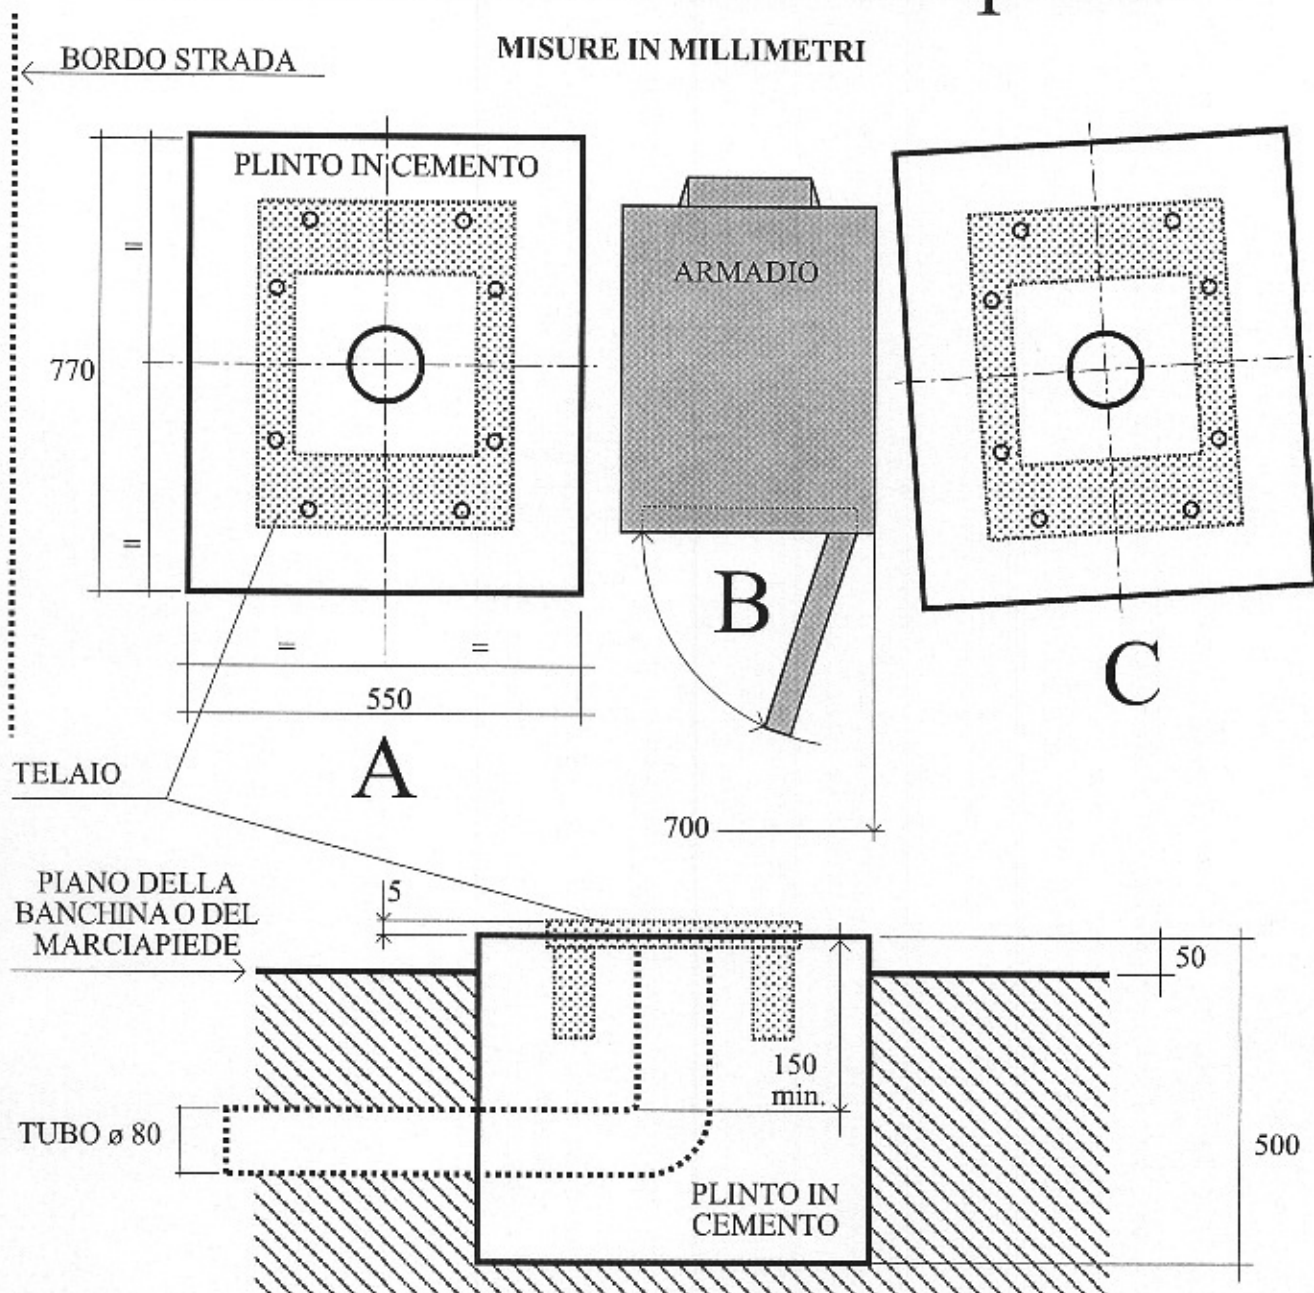 BORDO STRADA
MISURE IN MILLIMETRI
PLINTO IN CEMENTO
=
770
=
= =
550
A
ARMADIO
B
700
C
TELAIO
PIANO DELLA
BANCHINA O DEL
MARCIAPIEDE
5
50
150
min.
TUBO ø 80
500
PLINTO IN
CEMENTO